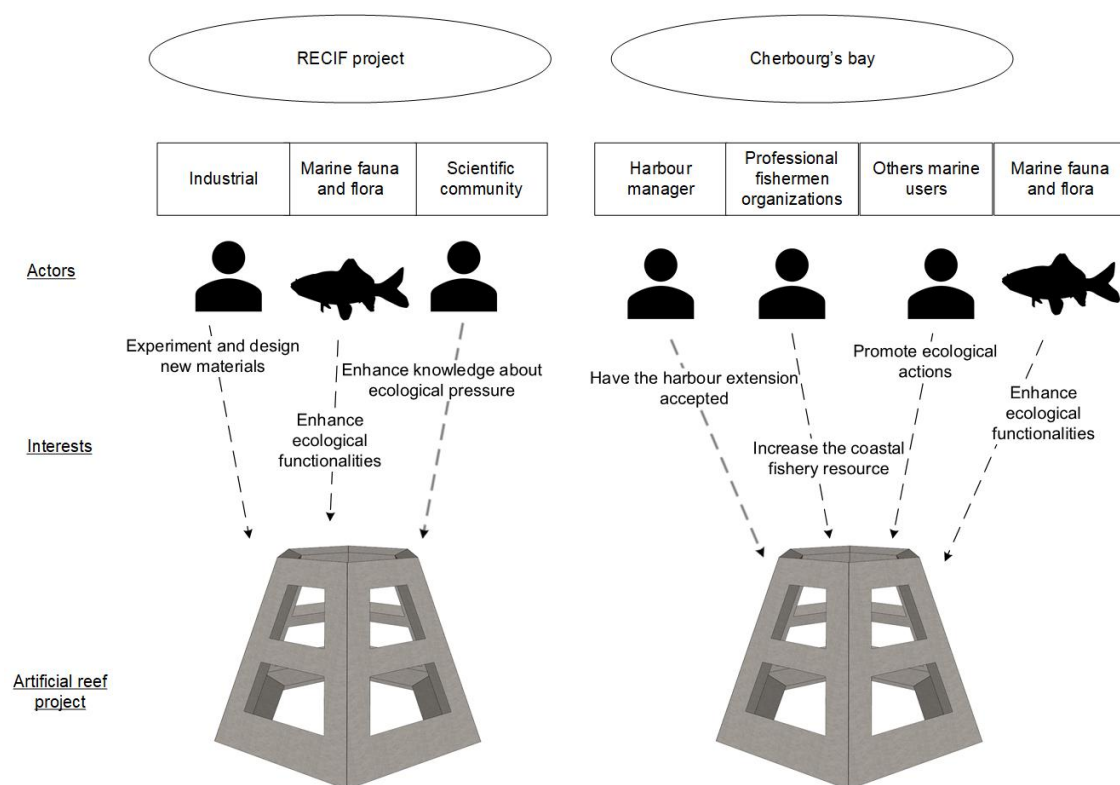 RECIF project
Cherbourg's bay
Industrial
Marine fauna
and flora
Scientific
community
Harbour
manager
Professional
fishermen
organizations
Others marine
users
Marine fauna
and flora
Actors
Experiment and design
new materials
Enhance knowledge about
ecological pressure
Enhance
ecological
functionalities
Have the harbour extension
accepted
Increase the coastal
fishery resource
Promote ecological
actions
Enhance
ecological
functionalities
Interests
Artificial reef
project